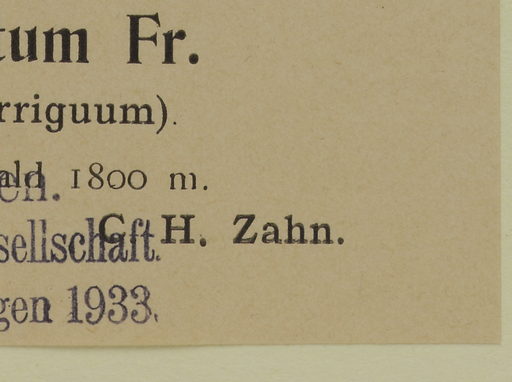 tum Fr.
rriguum).
ald 1800 m.
en.
G. H. Zahn.
sellschaft.
gen 1933.